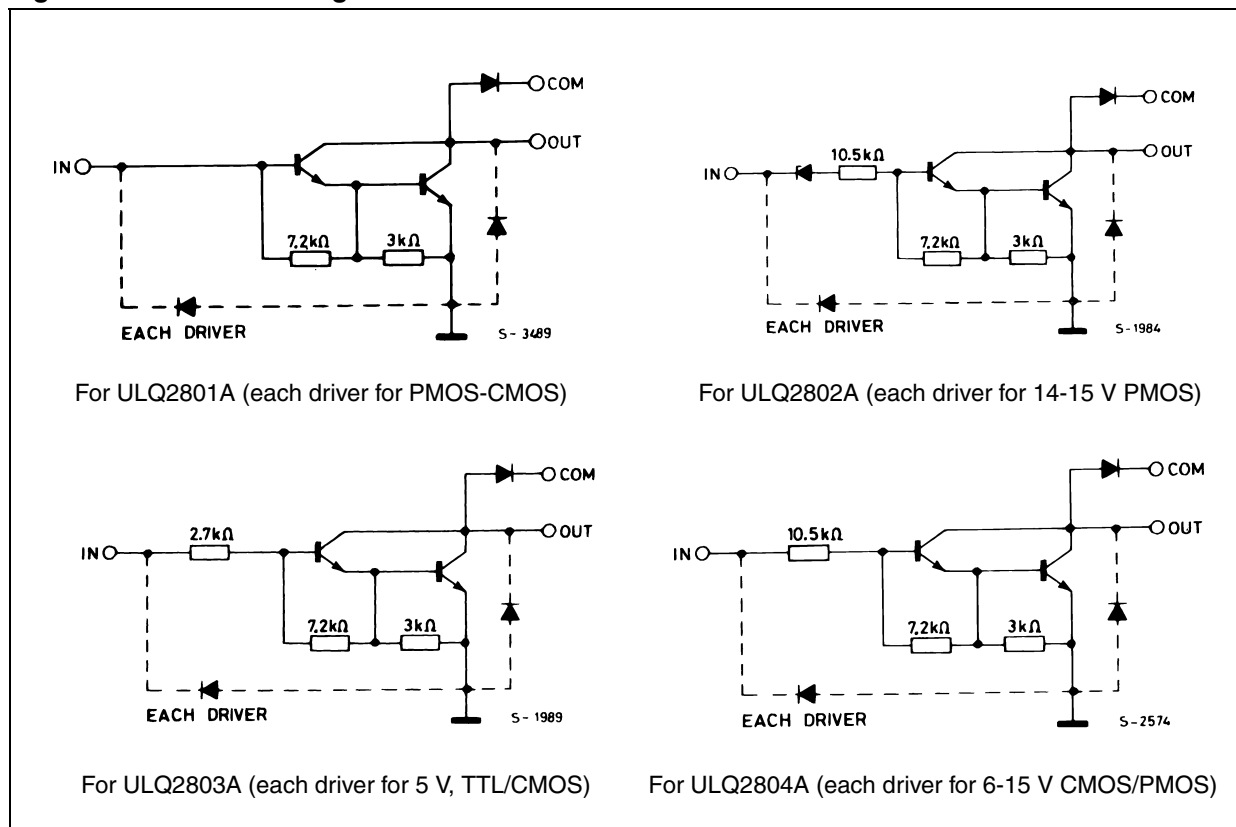 COM
OUT
IN
7.2kΩ 3kΩ
EACH DRIVER
S-3489
For ULQ2801A (each driver for PMOS-CMOS)
COM
OUT
IN
10.5kΩ
7.2kΩ 3kΩ
EACH DRIVER
S-1984
For ULQ2802A (each driver for 14-15 V PMOS)
COM
OUT
IN
2.7kΩ
7.2kΩ 3kΩ
EACH DRIVER
S-1989
For ULQ2803A (each driver for 5 V, TTL/CMOS)
COM
OUT
IN
10.5kΩ
7.2kΩ 3kΩ
EACH DRIVER
S-2574
For ULQ2804A (each driver for 6-15 V CMOS/PMOS)